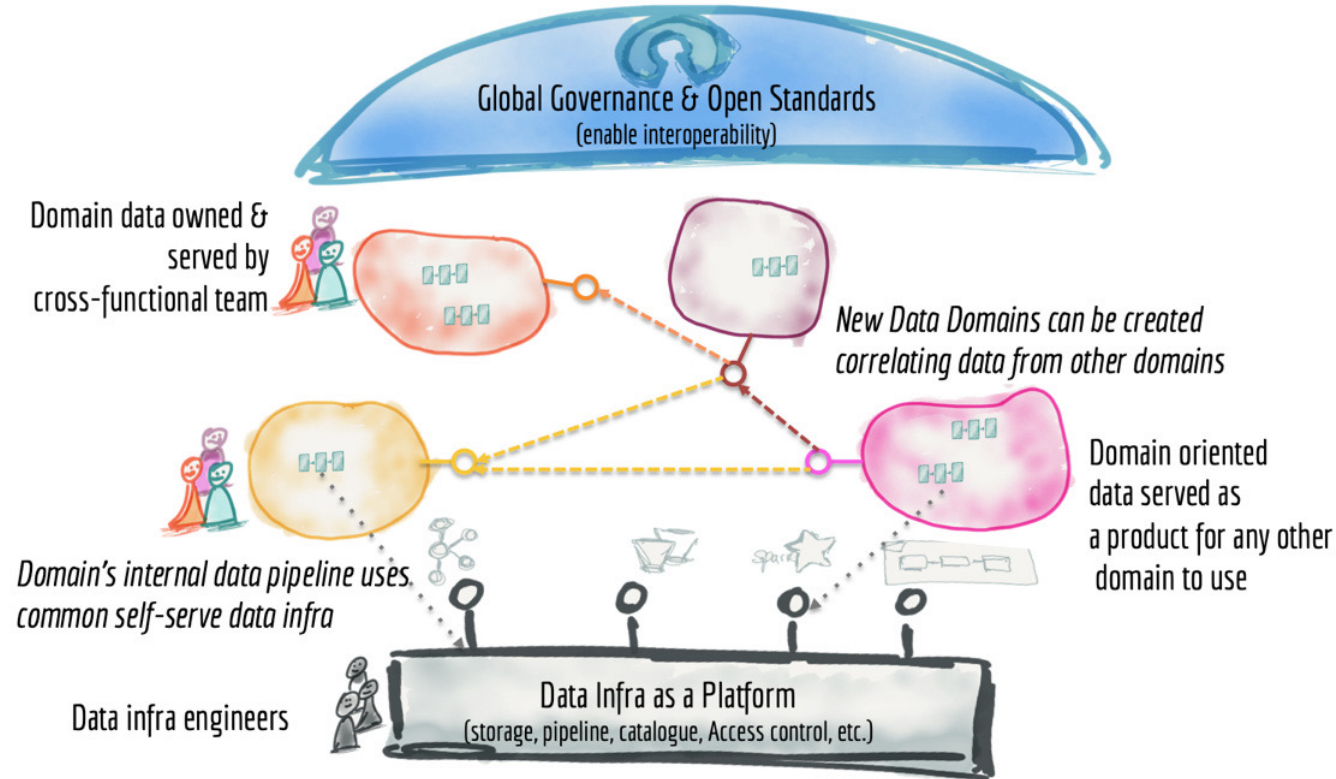 Global Governance & Open Standards
(enable interoperability)
Domain data owned &
served by
cross-functional team
New Data Domains can be created
correlating data from other domains
Domain oriented
data served as
a product for any other
domain to use
Domain's internal data pipeline uses
common self-serve data infra
Spark
Data infra engineers
Data Infra as a Platform
(storage, pipeline, catalogue, Access control, etc.)